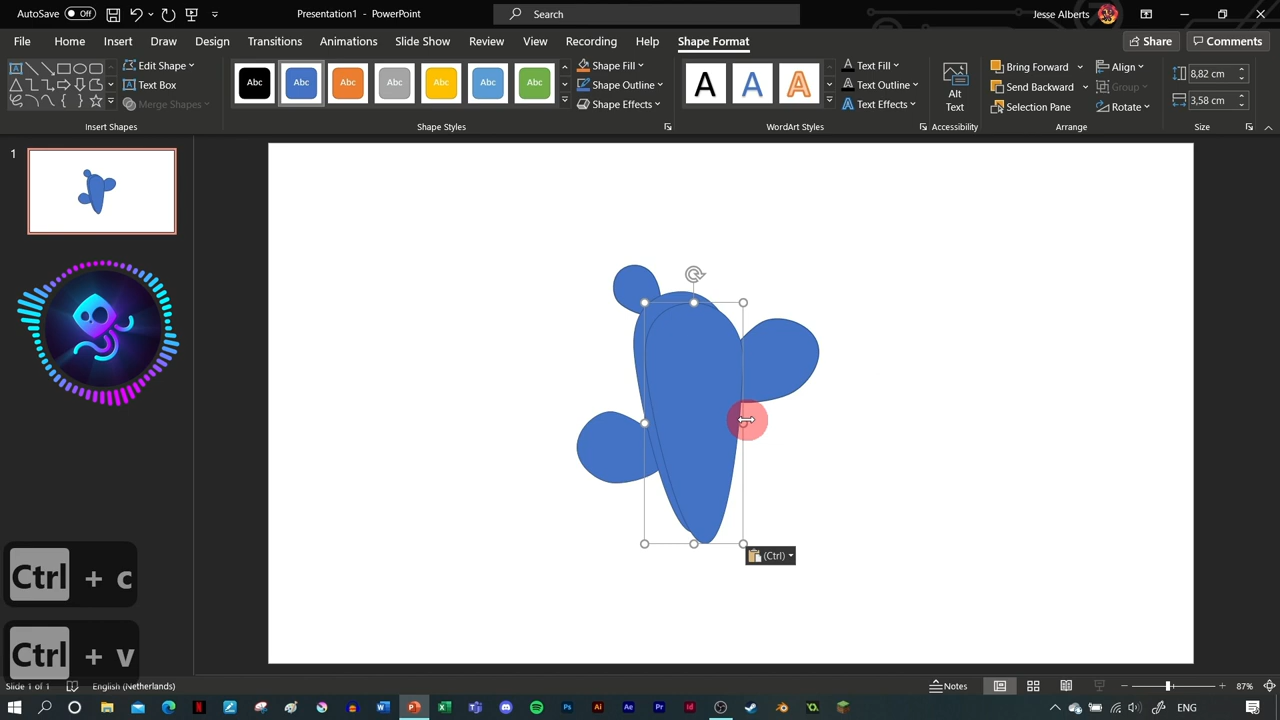 AutoSave Off Presentation1 - PowerPoint Search Jesse Alberts
File Home Insert Draw Design Transitions Animations Slide Show Review View Recording Help Shape Format Share Comments
Edit Shape
Text Box
Merge Shapes
Insert Shapes
Abc Abc Abc Abc Abc Abc Abc
Shape Fill
Shape Outline
Shape Effects
Shape Styles
A A A
Text Fill
Text Outline
Text Effects
WordArt Styles
Alt
Text
Accessibility
Bring Forward
Send Backward
Selection Pane
Align
Group
Rotate
Arrange
8,82 cm
3,58 cm
Size
1
(Ctrl)
Ctrl + c
Ctrl + v
Slide 1 of 1 English (Netherlands) Notes 87%
ENG